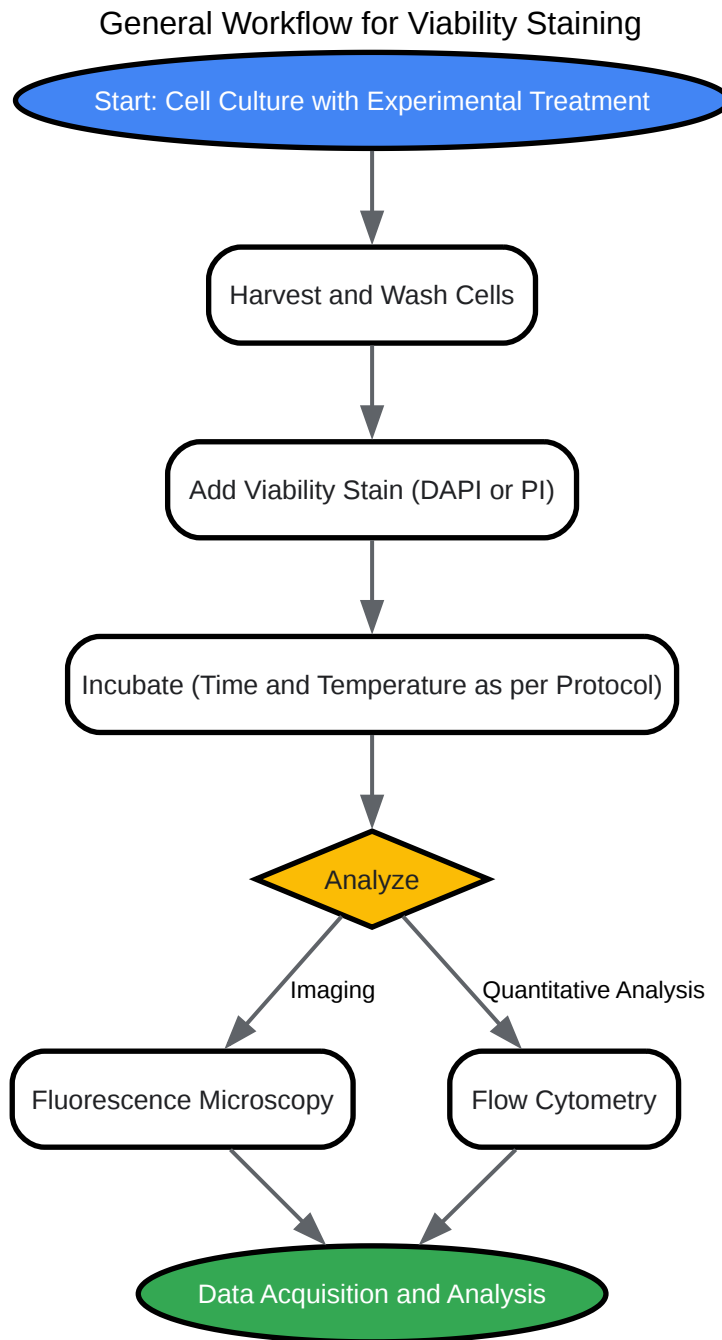 General Workflow for Viability Staining
Start: Cell Culture with Experimental Treatment
Harvest and Wash Cells
Add Viability Stain (DAPI or PI)
Incubate (Time and Temperature as per Protocol)
Analyze
Imaging
Quantitative Analysis
Fluorescence Microscopy
Flow Cytometry
Data Acquisition and Analysis